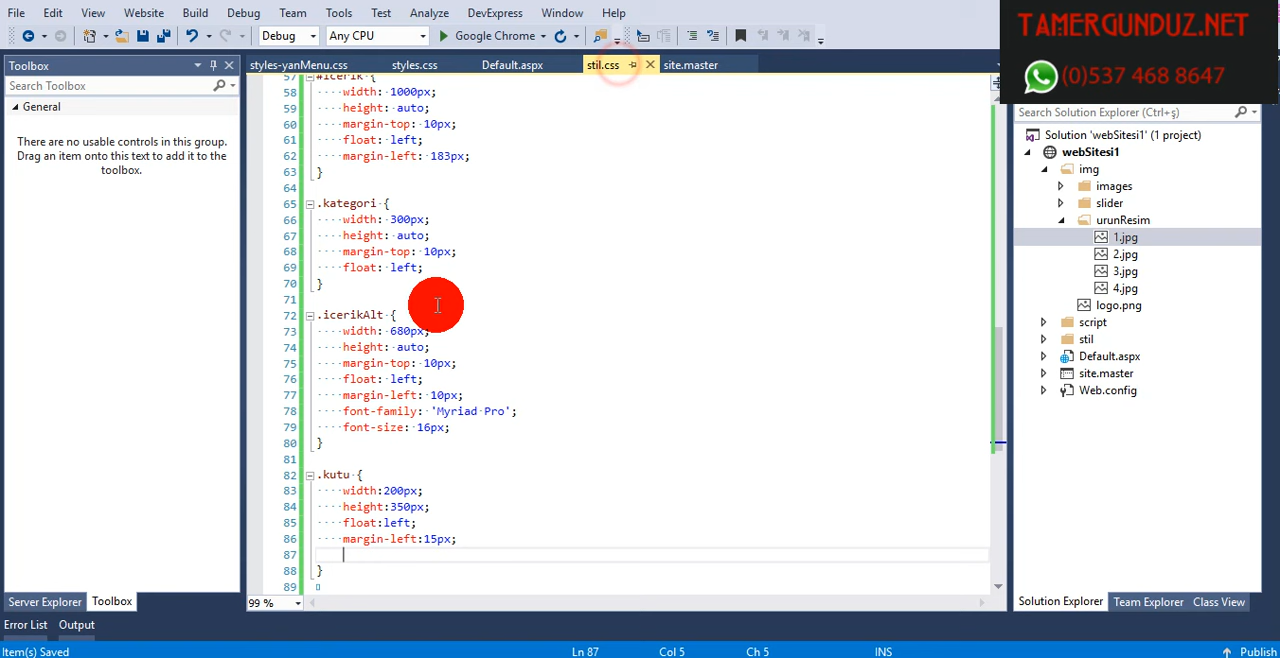 File Edit View Website Build Debug Team Tools Test Analyze DevExpress Window Help
TAMERGUNDUZ.NET
(0)537 468 8647
Debug Any CPU Google Chrome
Toolbox
styles-yanMenu.css styles.css Default.aspx stil.css site.master
Search Toolbox
General
There are no usable controls in this group.
Drag an item onto this text to add it to the
toolbox.
57 #icerik {
58 width: 1000px;
59 height: auto;
60 margin-top: 10px;
61 float: left;
62 margin-left: 183px;
63 }
64
65 .kategori {
66 width: 300px;
67 height: auto;
68 margin-top: 10px;
69 float: left;
70 }
71
72 .icerikAlt {
73 width: 680px;
74 height: auto;
75 margin-top: 10px;
76 float: left;
77 margin-left: 10px;
78 font-family: 'Myriad Pro';
79 font-size: 16px;
80 }
81
82 .kutu {
83 width:200px;
84 height:350px;
85 float:left;
86 margin-left:15px;
87
88 }
89
99 %
Search Solution Explorer (Ctrl+ş)
Solution 'webSitesi1' (1 project)
webSitesi1
img
images
slider
urunResim
1.jpg
2.jpg
3.jpg
4.jpg
logo.png
script
stil
Default.aspx
site.master
Web.config
Server Explorer Toolbox
Solution Explorer Team Explorer Class View
Error List Output
Item(s) Saved Ln 87 Col 5 Ch 5 INS Publish